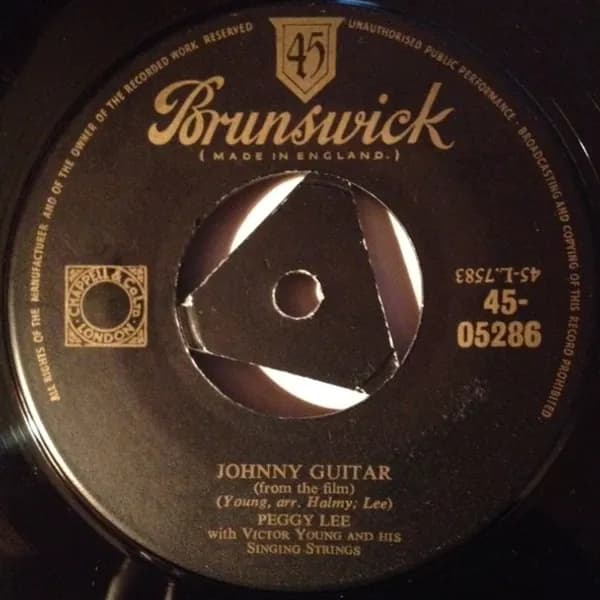 ALL RIGHTS OF THE MANUFACTURER AND OF THE OWNER OF THE RECORDED WORK RESERVED
UNAUTHORISED PUBLIC PERFORMANCE · BROADCASTING AND COPYING OF THIS RECORD PROHIBITED.
45
Brunswick
( MADE IN ENGLAND. )
CHAPPELL & CO LTD
LONDON
45-L.7583
45-
05286
JOHNNY GUITAR
(from the film)
(Young, arr. Halmy; Lee)
PEGGY LEE
with VICTOR YOUNG AND HIS
SINGING STRINGS